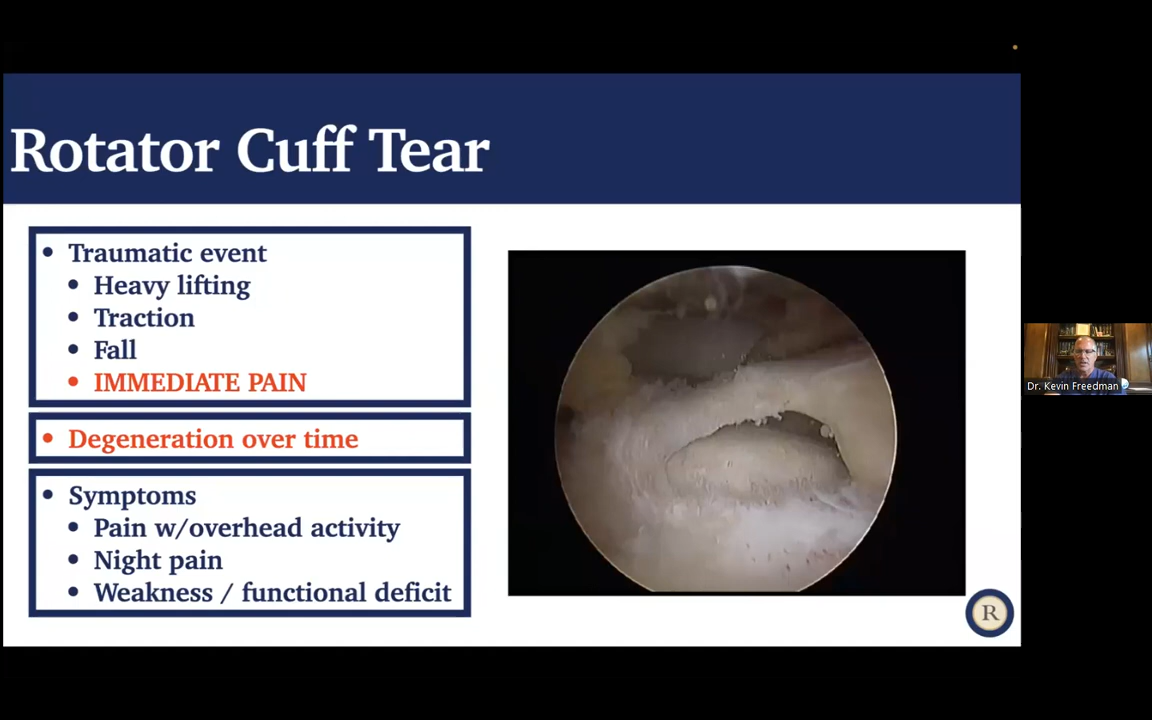 Rotator Cuff Tear
• Traumatic event
• Heavy lifting
• Traction
• Fall
• IMMEDIATE PAIN
• Degeneration over time
• Symptoms
• Pain w/overhead activity
• Night pain
• Weakness / functional deficit
R
Dr. Kevin Freedman